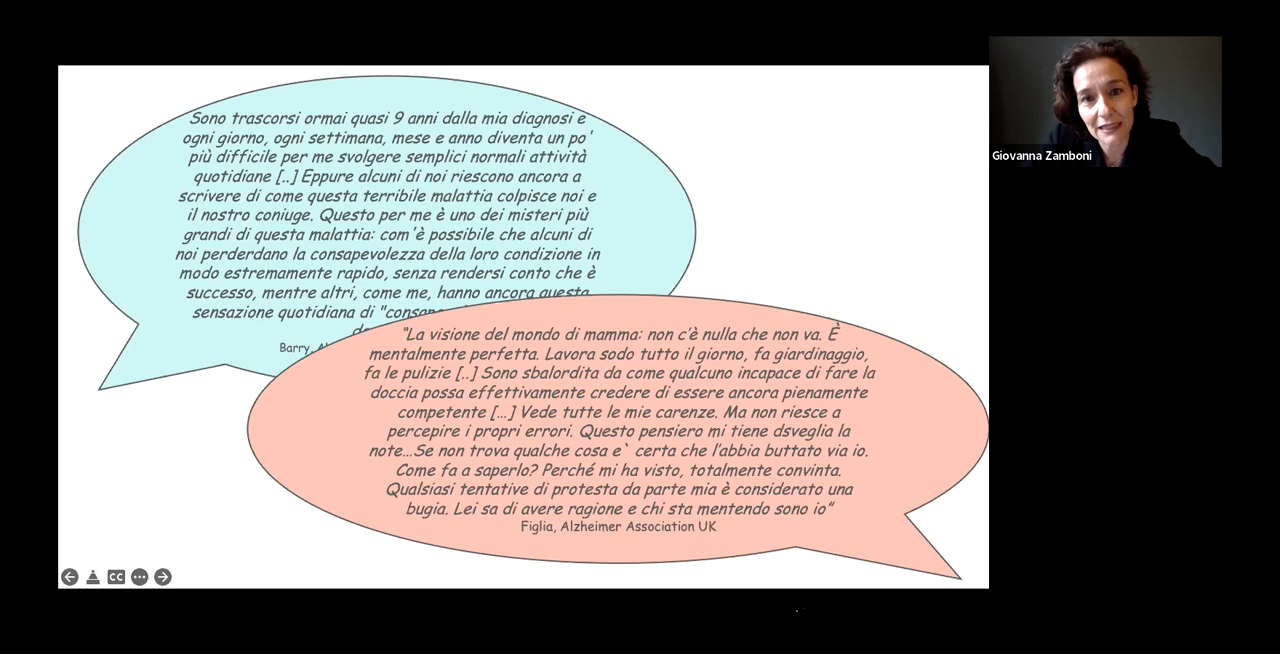 Sono trascorsi ormai quasi 9 anni dalla mia diagnosi e
ogni giorno, ogni settimana, mese e anno diventa un po'
più difficile per me svolgere semplici normali attività
quotidiane [..] Eppure alcuni di noi riescono ancora a
scrivere di come questa terribile malattia colpisce noi e
il nostro coniuge. Questo per me è uno dei misteri più
grandi di questa malattia: com'è possibile che alcuni di
noi perderdano la consapevolezza della loro condizione in
modo estremamente rapido, senza rendersi conto che è
successo, mentre altri, come me, hanno ancora questa
sensazione quotidiana di
Barry,
"La visione del mondo di mamma: non c'è nulla che non va. È
mentalmente perfetta. Lavora sodo tutto il giorno, fa giardinaggio,
fa le pulizie [..] Sono sbalordita da come qualcuno incapace di fare la
doccia possa effettivamente credere di essere ancora pienamente
competente [...] Vede tutte le mie carenze. Ma non riesce a
percepire i propri errori. Questo pensiero mi tiene dsveglia la
note...Se non trova qualche cosa e` certa che l'abbia buttato via io.
Come fa a saperlo? Perché mi ha visto, totalmente convinta.
Qualsiasi tentative di protesta da parte mia è considerato una
bugia. Lei sa di avere ragione e chi sta mentendo sono io”
Figlia, Alzheimer Association UK
CC
Giovanna Zamboni